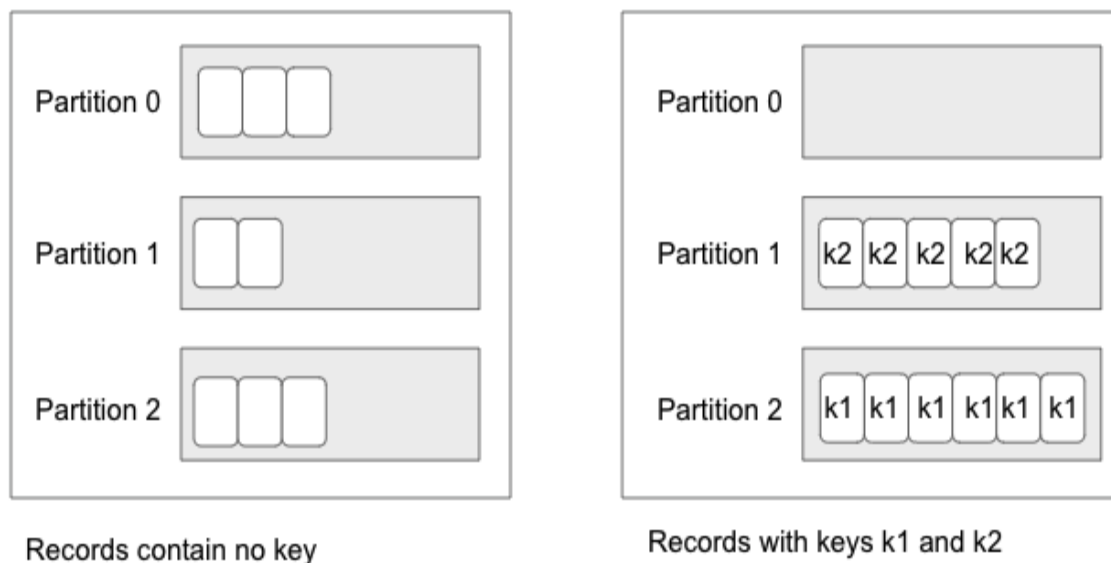 Partition 0
Partition 1
Partition 2
Records contain no key
Partition 0
Partition 1
k2 k2 k2 k2 k2
Partition 2
k1 k1 k1 k1 k1 k1
Records with keys k1 and k2